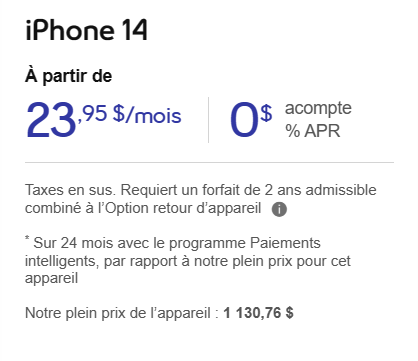 iPhone 14
À partir de
23,95 $/mois
0$ acompte
% APR
Taxes en sus. Requiert un forfait de 2 ans admissible
combiné à l’Option retour d’appareil i
* Sur 24 mois avec le programme Paiements
intelligents, par rapport à notre plein prix pour cet
appareil
Notre plein prix de l’appareil : 1 130,76 $